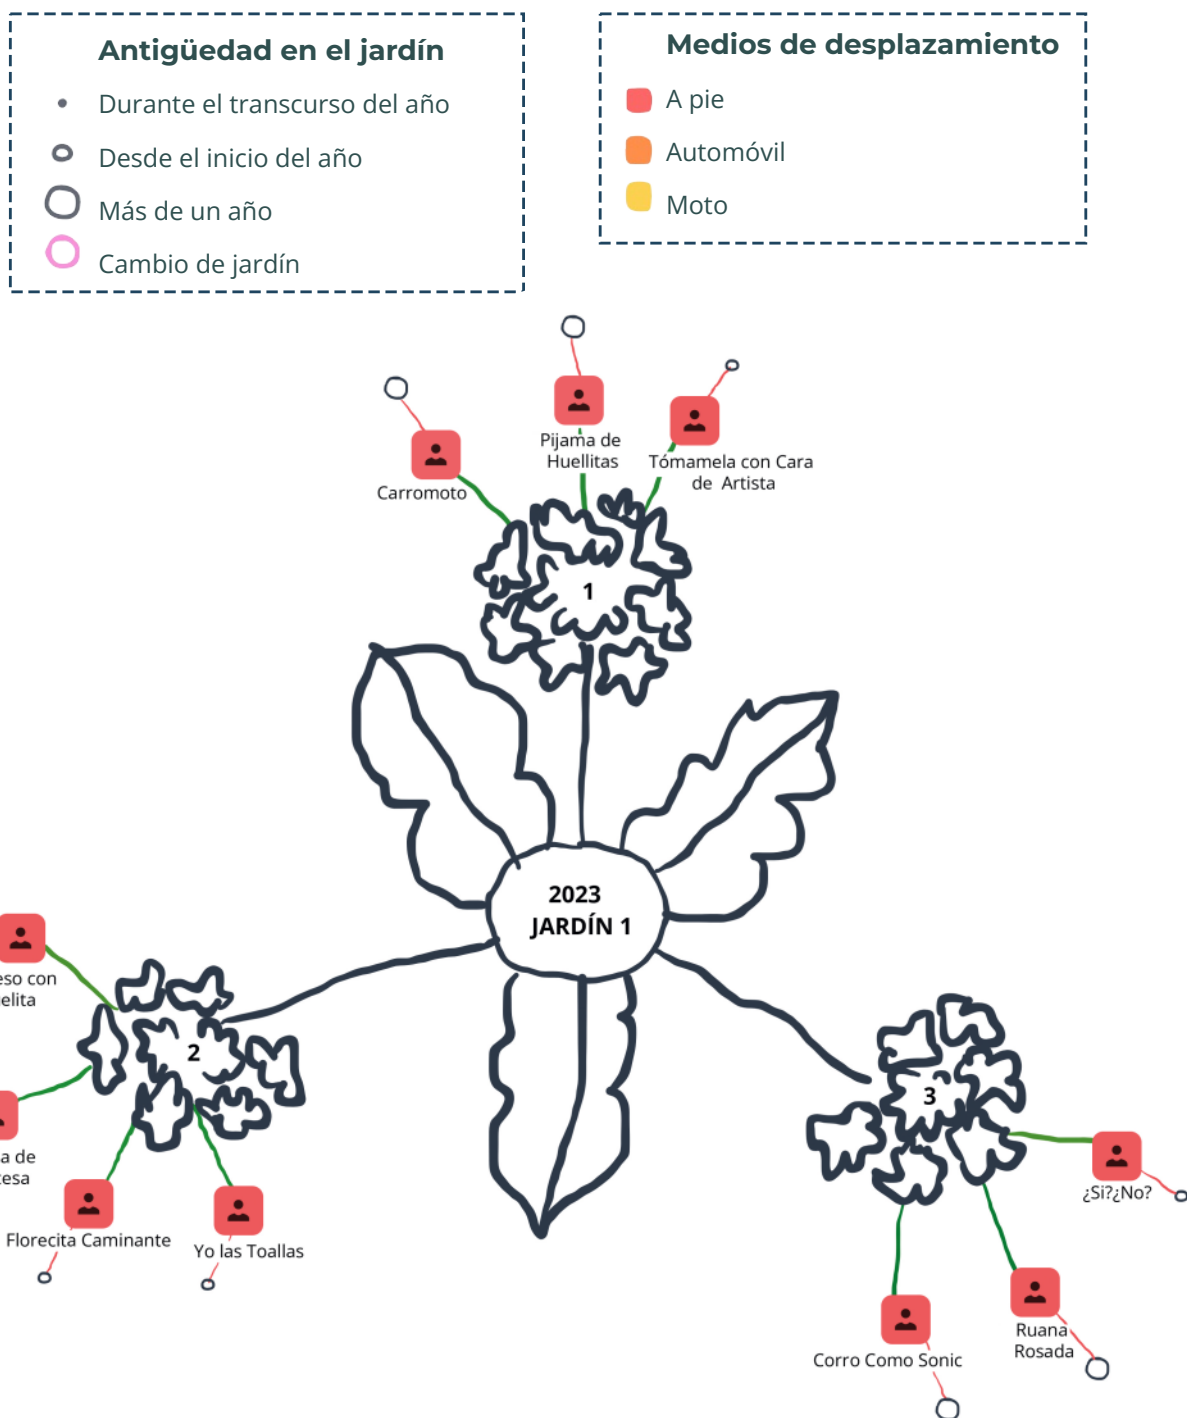 Antigüedad en el jardín
Durante el transcurso del año
Desde el inicio del año
Más de un año
Cambio de jardín
Medios de desplazamiento
A pie
Automóvil
Moto
Carromoto
Pijama de
Huellitas
Tómamela con Cara
de Artista
1
2023
JARDÍN 1
con
2
a de
Florecita Caminante
Yo las Toallas
3
¿Si?¿No?
Ruana
Rosada
Corro Como Sonic